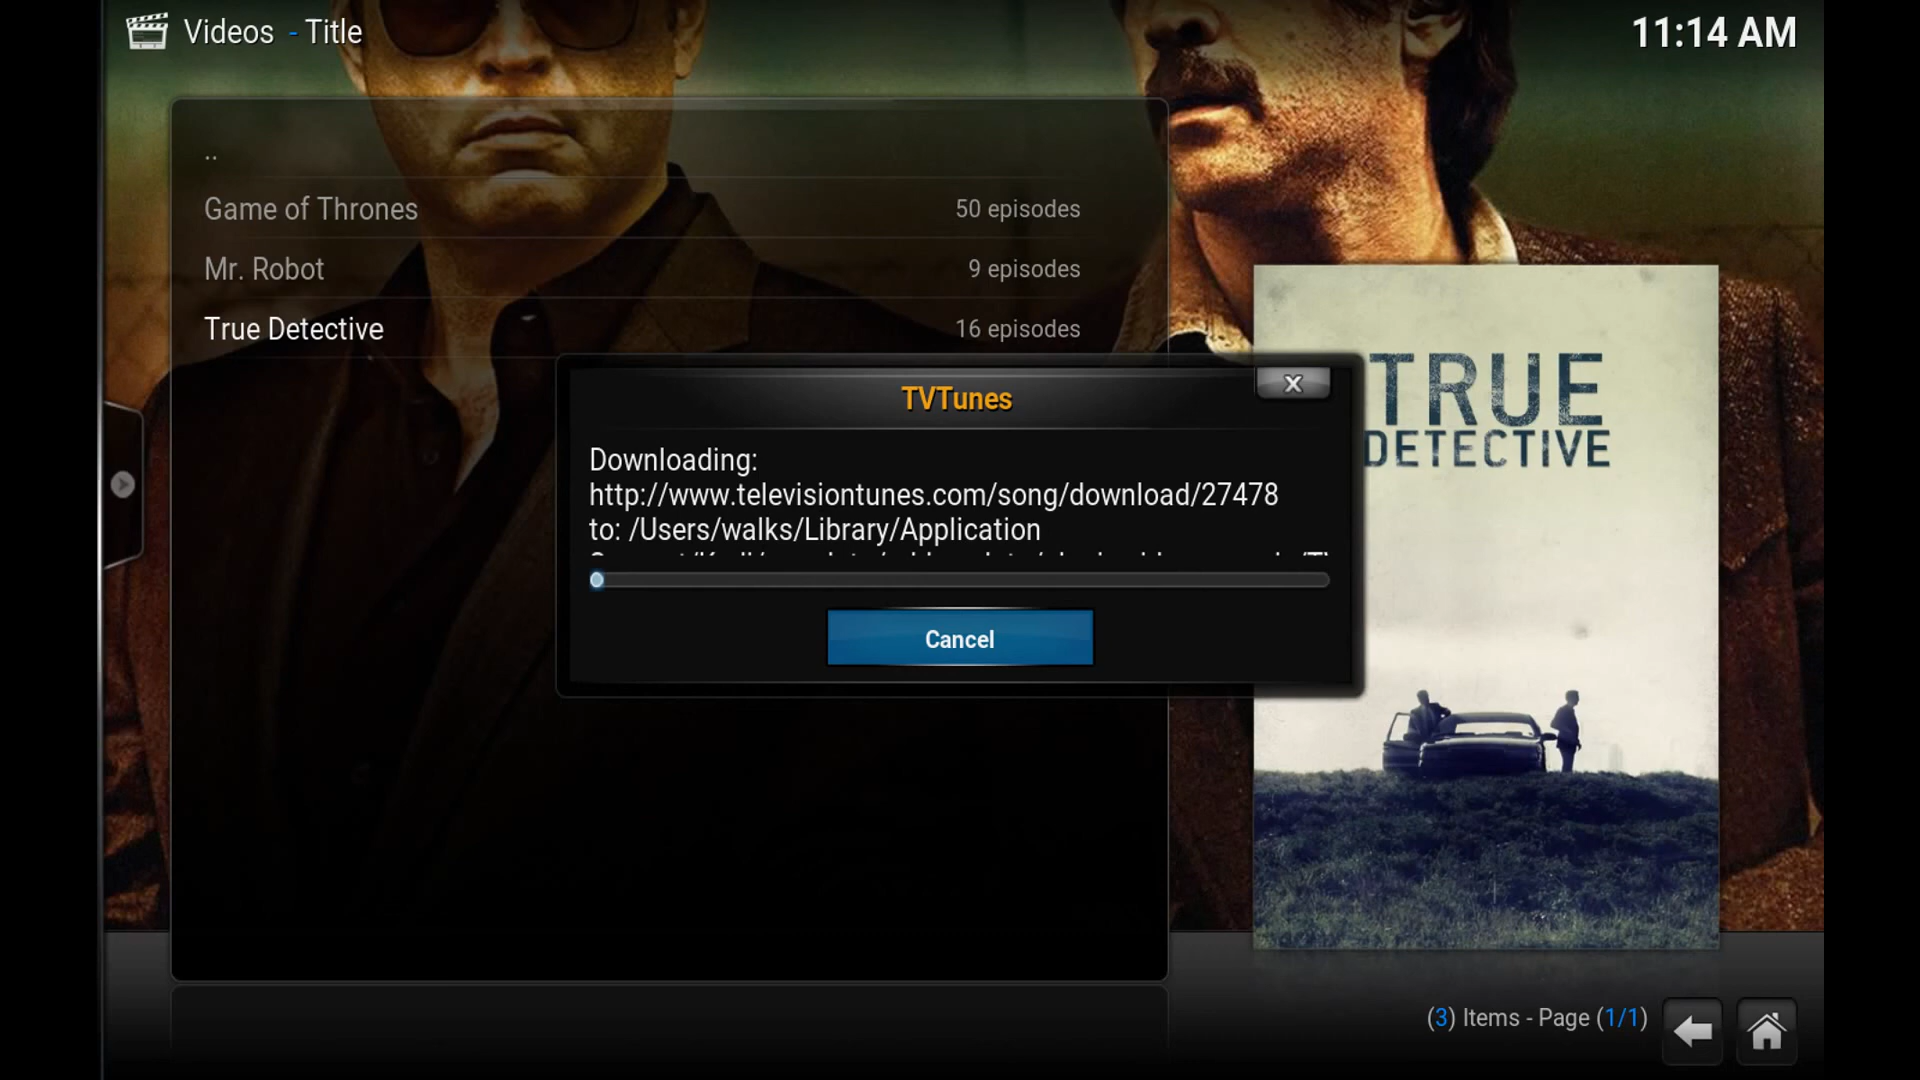 Videos - Title
11:14 AM
..
Game of Thrones 50 episodes
Mr. Robot 9 episodes
True Detective 16 episodes
TVTunes
X
Downloading:
http://www.televisiontunes.com/song/download/27478
to: /Users/walks/Library/Application
Cancel
TRUE
DETECTIVE
(3) Items - Page (1/1)